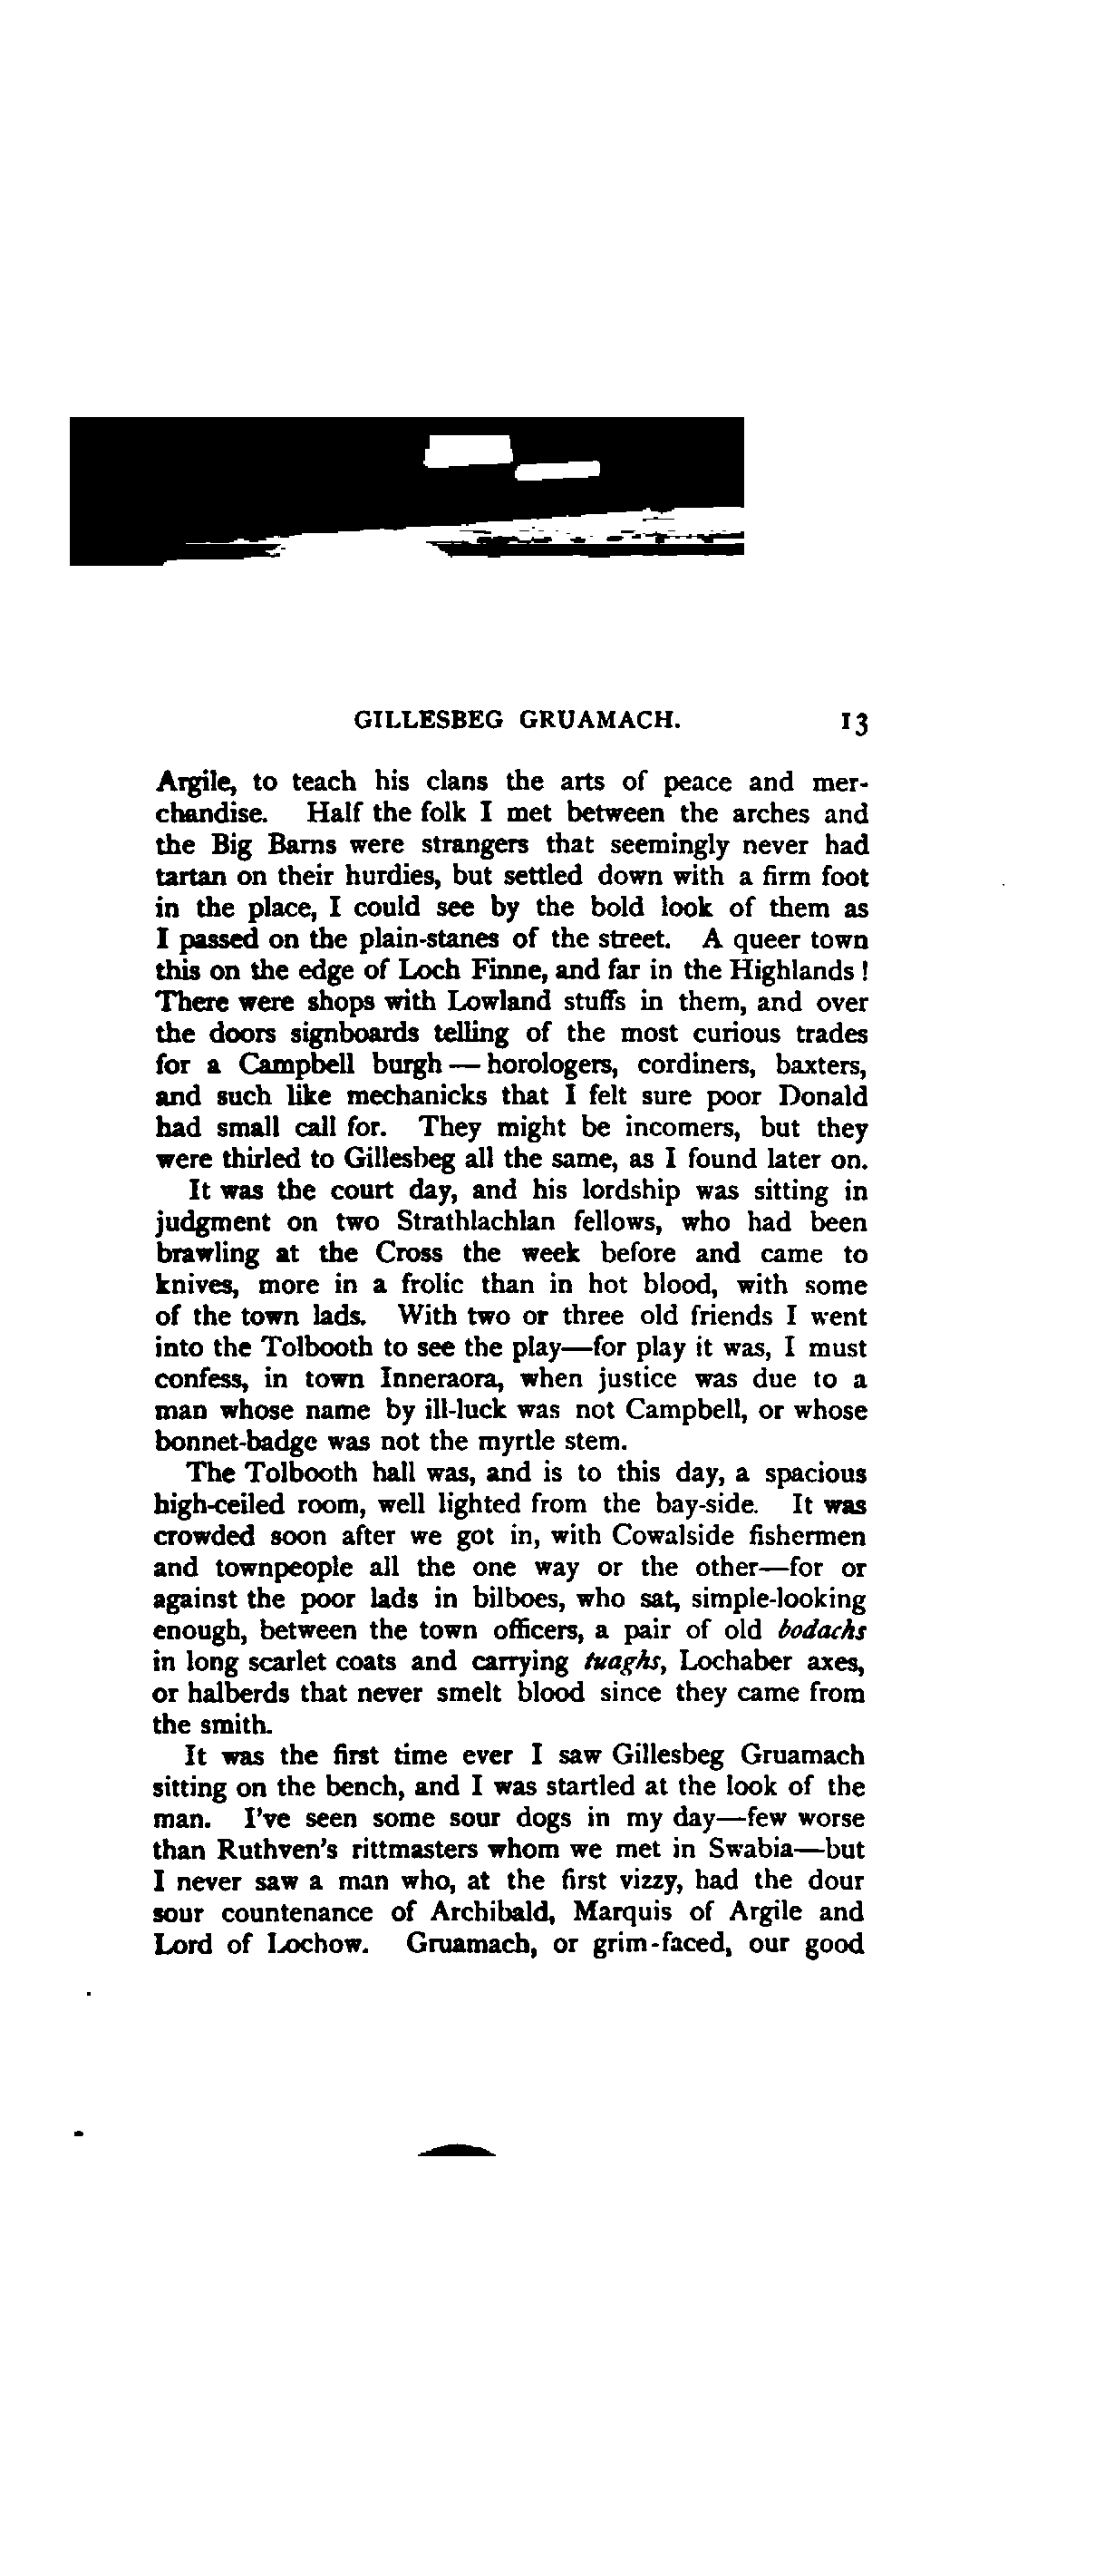 GILLESBEG GRUAMACH. 13
Argile, to teach his clans the arts of peace and mer-
chandise. Half the folk I met between the arches and
the Big Barns were strangers that seemingly never had
tartan on their hurdies, but settled down with a firm foot
in the place, I could see by the bold look of them as
I passed on the plain-stanes of the street. A queer town
this on the edge of Loch Finne, and far in the Highlands!
There were shops with Lowland stuffs in them, and over
the doors signboards telling of the most curious trades
for a Campbell burgh — horologers, cordiners, baxters,
and such like mechanicks that I felt sure poor Donald
had small call for. They might be incomers, but they
were thirled to Gillesbeg all the same, as I found later on.
It was the court day, and his lordship was sitting in
judgment on two Strathlachlan fellows, who had been
brawling at the Cross the week before and came to
knives, more in a frolic than in hot blood, with some
of the town lads. With two or three old friends I went
into the Tolbooth to see the play—for play it was, I must
confess, in town Inneraora, when justice was due to a
man whose name by ill-luck was not Campbell, or whose
bonnet-badge was not the myrtle stem.
The Tolbooth hall was, and is to this day, a spacious
high-ceiled room, well lighted from the bay-side. It was
crowded soon after we got in, with Cowalside fishermen
and townpeople all the one way or the other—for or
against the poor lads in bilboes, who sat, simple-looking
enough, between the town officers, a pair of old bodachs
in long scarlet coats and carrying tuaghs, Lochaber axes,
or halberds that never smelt blood since they came from
the smith.
It was the first time ever I saw Gillesbeg Gruamach
sitting on the bench, and I was startled at the look of the
man. I've seen some sour dogs in my day—few worse
than Ruthven's rittmasters whom we met in Swabia—but
I never saw a man who, at the first vizzy, had the dour
sour countenance of Archibald, Marquis of Argile and
Lord of Lochow. Gruamach, or grim-faced, our good